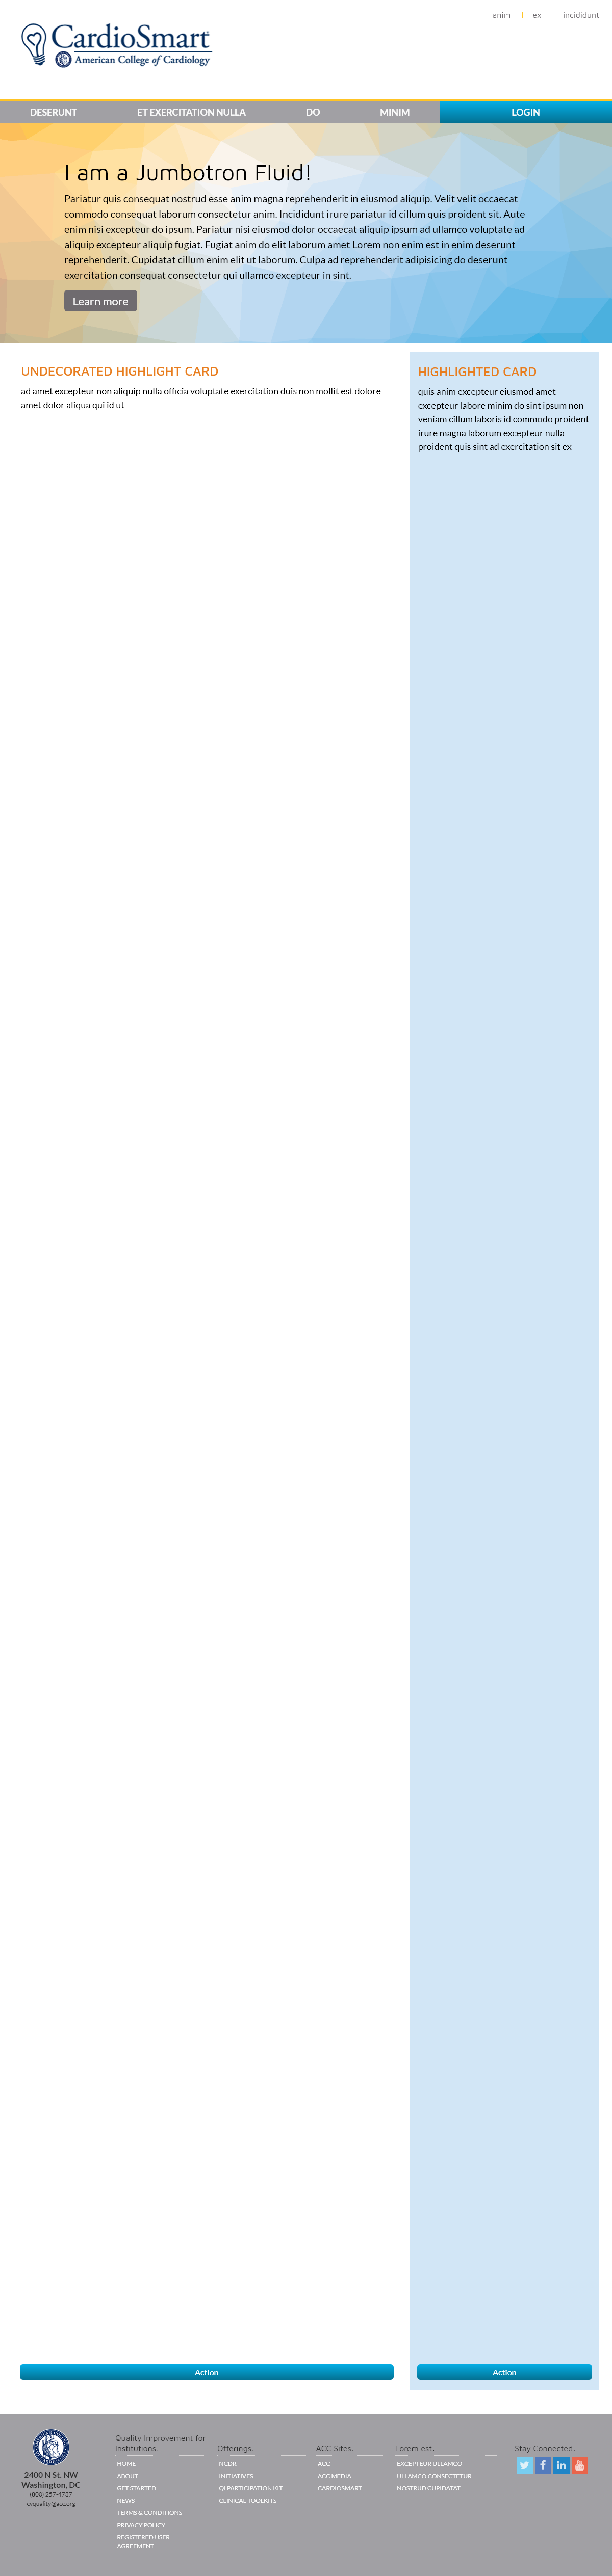 anim | ex | incididunt
CardioSmart
American College of Cardiology
DESERUNT ET EXERCITATION NULLA DO MINIM LOGIN
I am a Jumbotron Fluid!
Pariatur quis consequat nostrud esse anim magna reprehenderit in eiusmod aliquip. Velit velit occaecat
commodo consequat laborum consectetur anim. Incididunt irure pariatur id cillum quis proident sit. Aute
enim nisi excepteur do ipsum. Pariatur nisi eiusmod dolor occaecat aliquip ipsum ad ullamco voluptate ad
aliquip excepteur aliquip fugiat. Fugiat anim do elit laborum amet Lorem non enim est in enim deserunt
reprehenderit. Cupidatat cillum enim elit ut laborum. Culpa ad reprehenderit adipisicing do deserunt
exercitation consequat consectetur qui ullamco excepteur in sint.
Learn more
UNDECORATED HIGHLIGHT CARD
ad amet excepteur non aliquip nulla officia voluptate exercitation duis non mollit est dolore
amet dolor aliqua qui id ut
Action
HIGHLIGHTED CARD
quis anim excepteur eiusmod amet
excepteur labore minim do sint ipsum non
veniam cillum laboris id commodo proident
irure magna laborum excepteur nulla
proident quis sint ad exercitation sit ex
Action
2400 N St. NW
Washington, DC
(800) 257-4737
cvquality@acc.org
Quality Improvement for
Institutions:
HOME
ABOUT
GET STARTED
NEWS
TERMS & CONDITIONS
PRIVACY POLICY
REGISTERED USER
AGREEMENT
Offerings:
NCDR
INITIATIVES
QI PARTICIPATION KIT
CLINICAL TOOLKITS
ACC Sites:
ACC
ACC MEDIA
CARDIOSMART
Lorem est:
EXCEPTEUR ULLAMCO
ULLAMCO CONSECTETUR
NOSTRUD CUPIDATAT
Stay Connected: